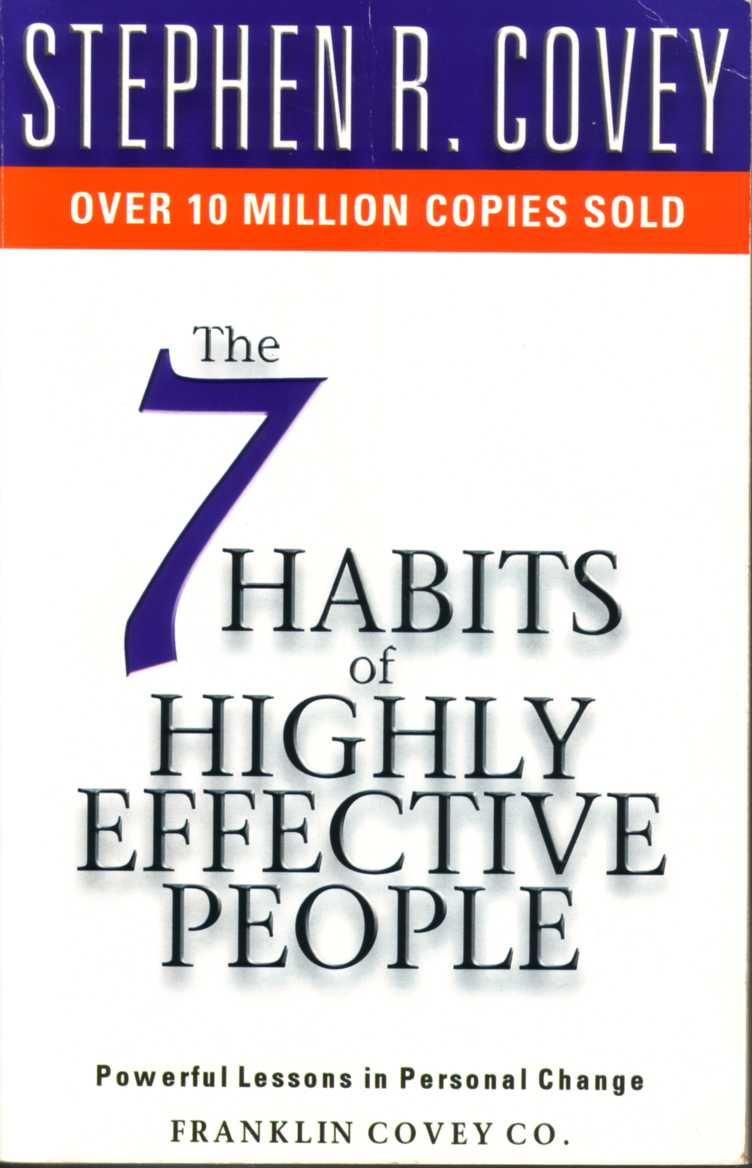 STEPHEN R. COVEY
OVER 10 MILLION COPIES SOLD
The
7 HABITS
of
HIGHLY
EFFECTIVE
PEOPLE
Powerful Lessons in Personal Change
FRANKLIN COVEY CO.